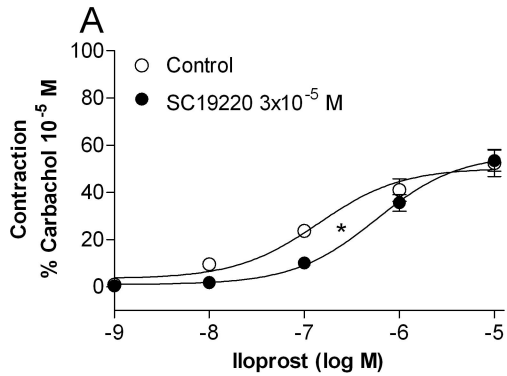 A
100
80
60
40
20
0
Contraction
% Carbachol 10⁻⁵ M
Control
SC19220 3x10⁻⁵ M
*
-9 -8 -7 -6 -5
Iloprost (log M)